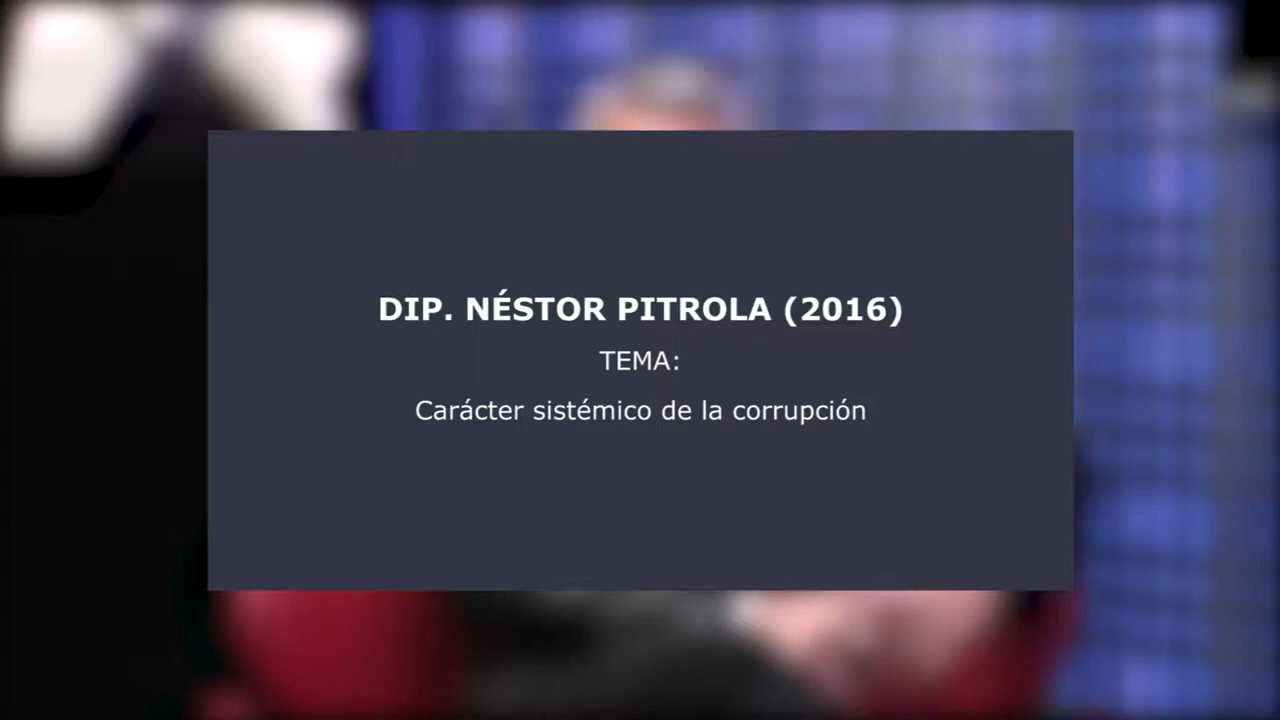 DIP. NÉSTOR PITROLA (2016)
TEMA:
Carácter sistémico de la corrupción